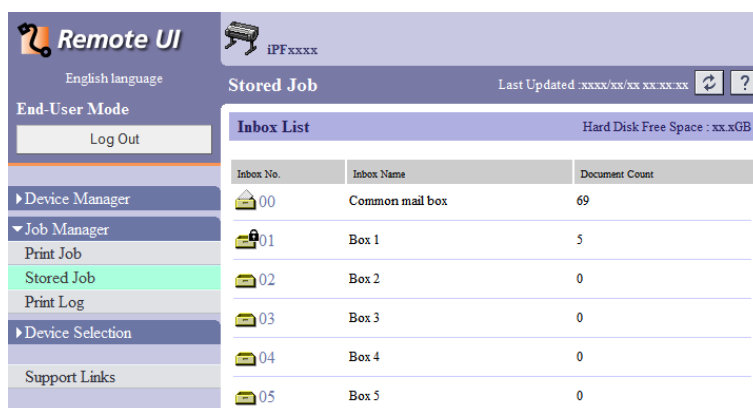 Remote UI
iPFxxxx
English language
Stored Job
Last Updated :xxxx/xx/xx xx:xx:xx
?
End-User Mode
Log Out
Inbox List
Hard Disk Free Space : xx.xGB
Inbox No. Inbox Name Document Count
00 Common mail box 69
01 Box 1 5
02 Box 2 0
03 Box 3 0
04 Box 4 0
05 Box 5 0
Device Manager
Job Manager
Print Job
Stored Job
Print Log
Device Selection
Support Links